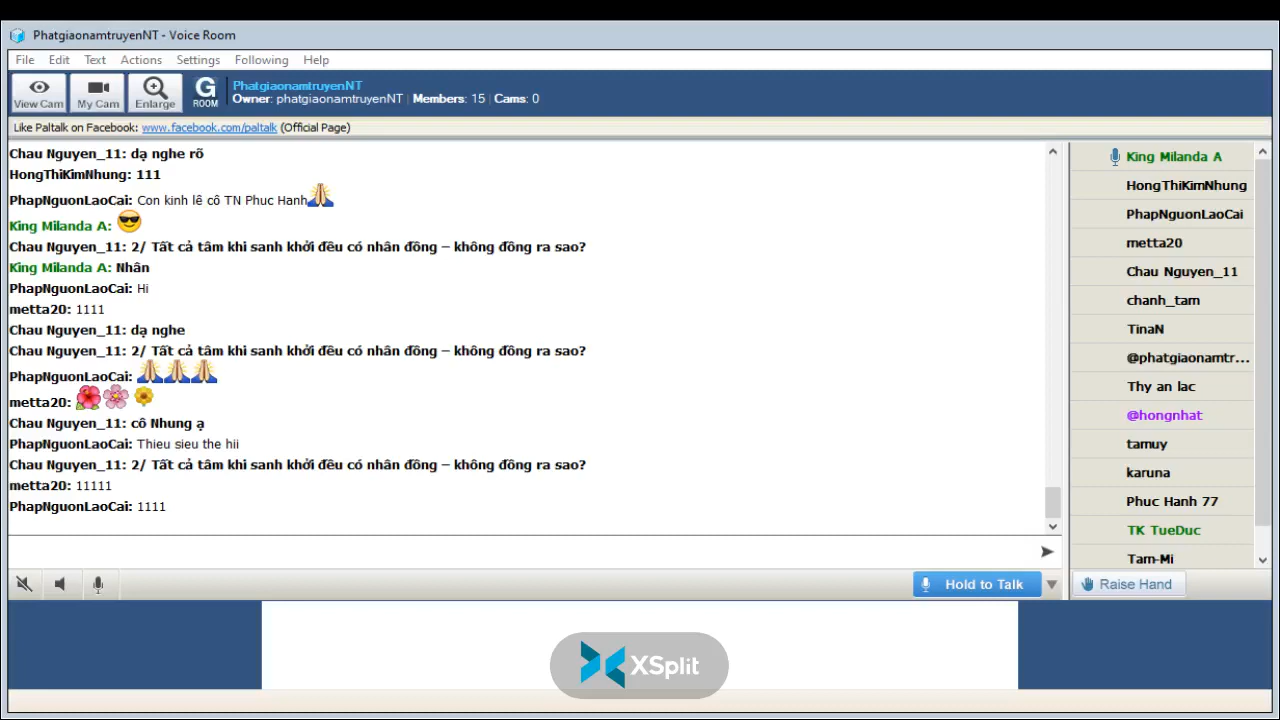 PhatgiaonamtruyenNT - Voice Room
File Edit Text Actions Settings Following Help
View Cam
My Cam
Enlarge
G
ROOM
PhatgiaonamtruyenNT
Owner: phatgiaonamtruyenNT | Members: 15 | Cams: 0
Like Paltalk on Facebook: www.facebook.com/paltalk (Official Page)
Chau Nguyen_11: dạ nghe rõ
HongThiKimNhung: 111
PhapNguonLaoCai: Con kinh lê cô TN Phuc Hanh
King Milanda A:
Chau Nguyen_11: 2/ Tất cả tâm khi sanh khởi đều có nhân đồng – không đồng ra sao?
King Milanda A: Nhân
PhapNguonLaoCai: Hi
metta20: 1111
Chau Nguyen_11: dạ nghe
Chau Nguyen_11: 2/ Tất cả tâm khi sanh khởi đều có nhân đồng – không đồng ra sao?
PhapNguonLaoCai:
metta20:
Chau Nguyen_11: cô Nhung ạ
PhapNguonLaoCai: Thieu sieu the hii
Chau Nguyen_11: 2/ Tất cả tâm khi sanh khởi đều có nhân đồng – không đồng ra sao?
metta20: 11111
PhapNguonLaoCai: 1111
King Milanda A
HongThiKimNhung
PhapNguonLaoCai
metta20
Chau Nguyen_11
chanh_tam
TinaN
@phatgiaonamtr...
Thy an lac
@hongnhat
tamuy
karuna
Phuc Hanh 77
TK TueDuc
Tam-Mi
Hold to Talk
Raise Hand
XSplit